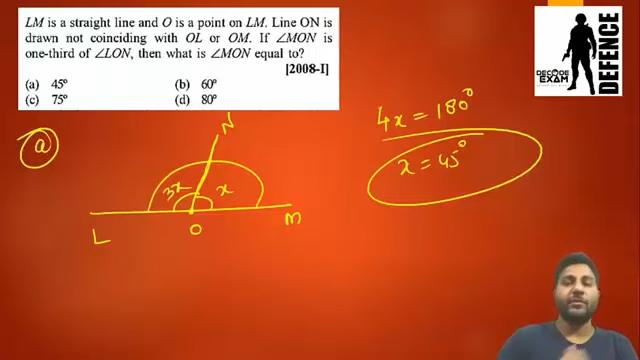 LM is a straight line and O is a point on LM. Line ON is
drawn not coinciding with OL or OM. If ∠MON is
one-third of ∠LON, then what is ∠MON equal to?
[2008-I]
(a) 45° (b) 60°
(c) 75° (d) 80°
DECODE
EXAM
DEFENCE
a
N
3x x
L O M
4x = 180°
x = 45°